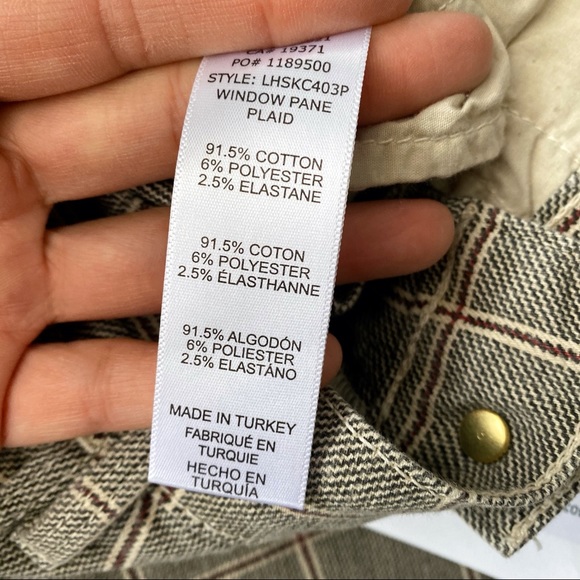 CA# 19371
PO# 1189500
STYLE: LHSKC403P
WINDOW PANE
PLAID
91.5% COTTON
6% POLYESTER
2.5% ELASTANE
91.5% COTON
6% POLYESTER
2.5% ÉLASTHANNE
91.5% ALGODÓN
6% POLIESTER
2.5% ELASTÁNO
MADE IN TURKEY
FABRIQUÉ EN
TURQUIE
HECHO EN
TURQUÍA